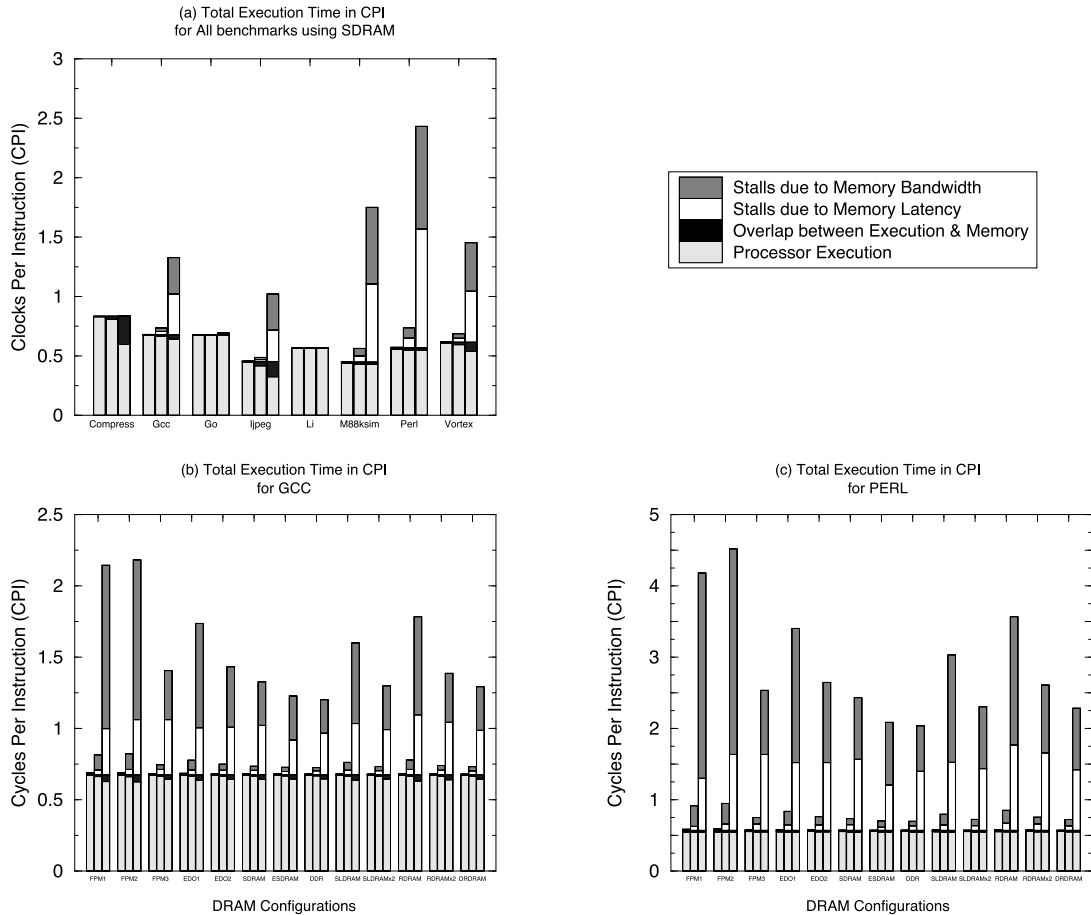 (a) Total Execution Time in CPI
for All benchmarks using SDRAM
Clocks Per Instruction (CPI)
3
2.5
2
1.5
1
0.5
0
Compress Gcc Go Ijpeg Li M88ksim Perl Vortex
Stalls due to Memory Bandwidth
Stalls due to Memory Latency
Overlap between Execution & Memory
Processor Execution
(b) Total Execution Time in CPI
for GCC
Cycles Per Instruction (CPI)
2.5
2
1.5
1
0.5
0
FPM1 FPM2 FPM3 EDO1 EDO2 SDRAM ESDRAM DDR SLDRAM SLDRAMx2 RDRAM RDRAMx2 DRDRAM
DRAM Configurations
(c) Total Execution Time in CPI
for PERL
Cycles Per Instruction (CPI)
5
4
3
2
1
0
FPM1 FPM2 FPM3 EDO1 EDO2 SDRAM ESDRAM DDR SLDRAM SLDRAMx2 RDRAM RDRAMx2 DRDRAM
DRAM Configurations